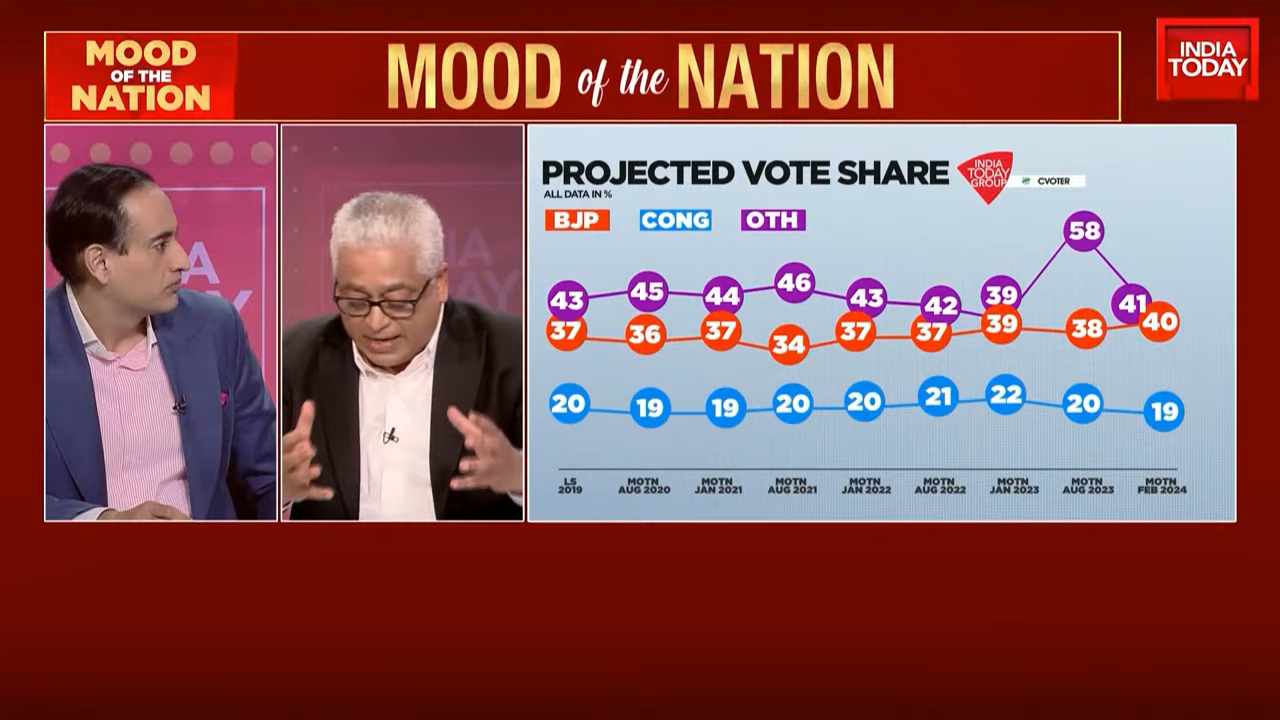 MOOD
OF THE
NATION
MOOD of the NATION
INDIA
TODAY
PROJECTED VOTE SHARE
INDIA
TODAY
GROUP
CVOTER
ALL DATA IN %
BJP CONG OTH
43 45 44 46 43 42 39 58 41
37 36 37 34 37 37 39 38 40
20 19 19 20 20 21 22 20 19
LS
2019
MOTN
AUG 2020
MOTN
JAN 2021
MOTN
AUG 2021
MOTN
JAN 2022
MOTN
AUG 2022
MOTN
JAN 2023
MOTN
AUG 2023
MOTN
FEB 2024